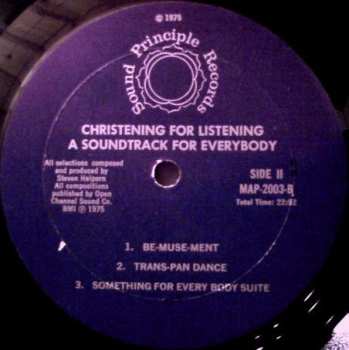 © 1975
Sound Principle Records
CHRISTENING FOR LISTENING
A SOUNDTRACK FOR EVERYBODY
All selections composed
and produced by
Steven Halpern
All compositions
published by Open
Channel Sound Co.
BMI Ⓟ 1975
SIDE II
MAP-2003-B
Total Time:
1. BE-MUSE-MENT
2. TRANS-PAN DANCE
3. SOMETHING FOR EVERY BODY SUITE